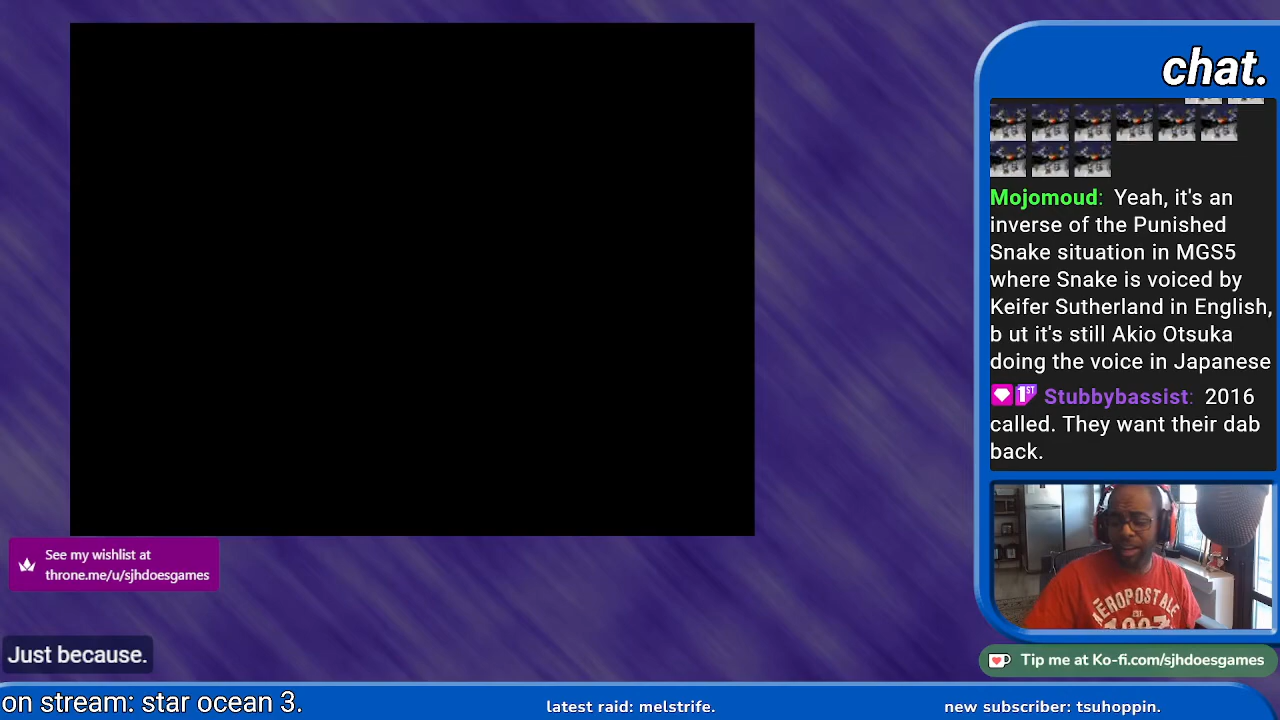 chat.
Mojomoud: Yeah, it's an
inverse of the Punished
Snake situation in MGS5
where Snake is voiced by
Keifer Sutherland in English,
b ut it's still Akio Otsuka
doing the voice in Japanese
1ST Stubbybassist: 2016
called. They want their dab
back.
AÉROPOSTALE
EST.
See my wishlist at
throne.me/u/sjhdoesgames
Just because.
Tip me at Ko-fi.com/sjhdoesgames
on stream: star ocean 3.
latest raid: melstrife.
new subscriber: tsuhoppin.